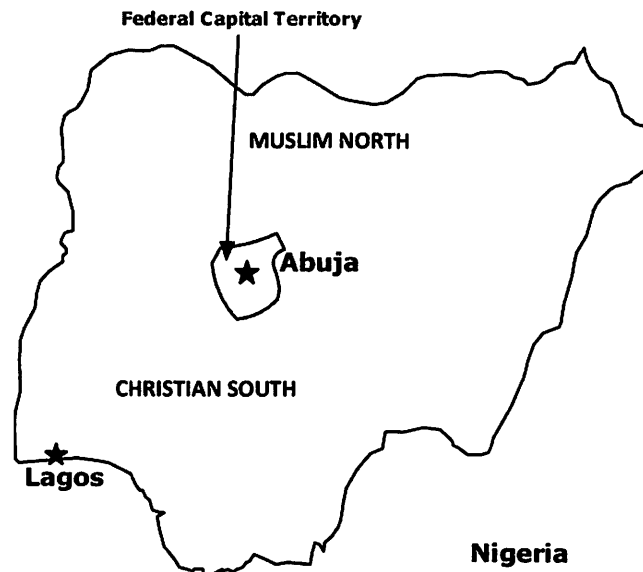 Federal Capital Territory
MUSLIM NORTH
Abuja
CHRISTIAN SOUTH
Lagos
Nigeria